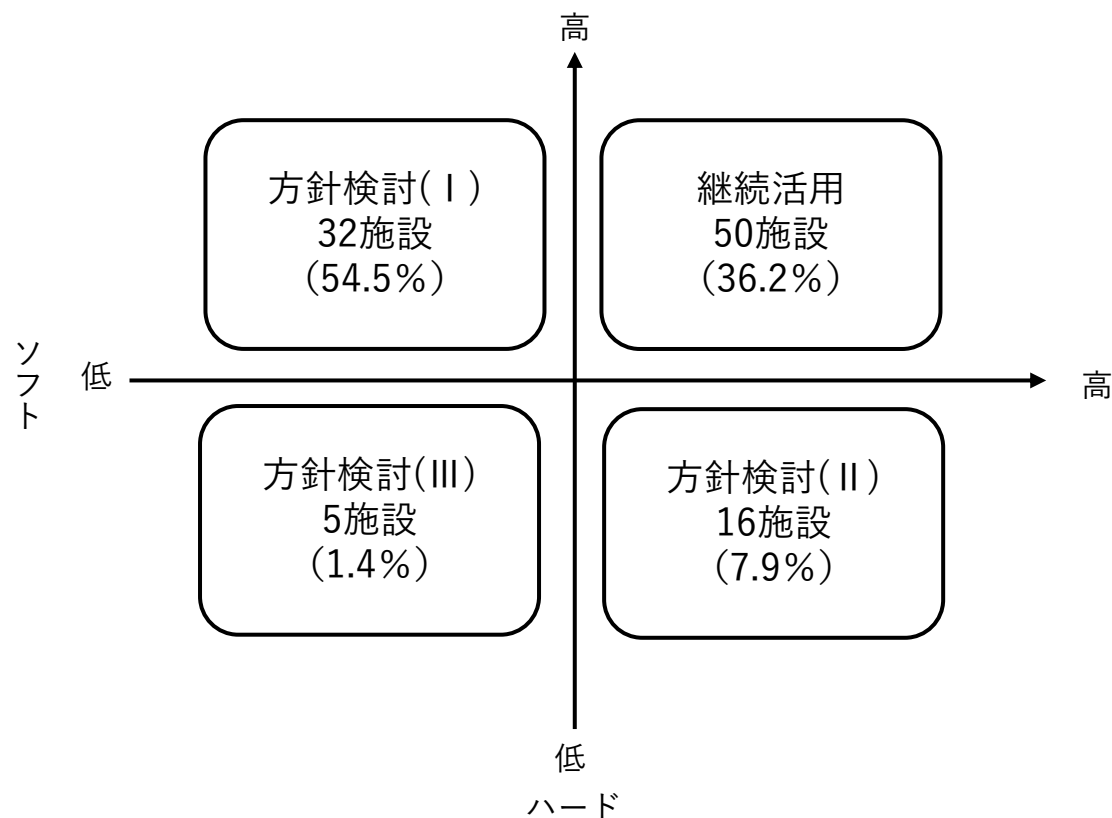 高
方針検討(Ⅰ)
32施設
(54.5%)
継続活用
50施設
(36.2%)
ソフト
低
高
方針検討(Ⅲ)
5施設
(1.4%)
方針検討(Ⅱ)
16施設
(7.9%)
低
ハード